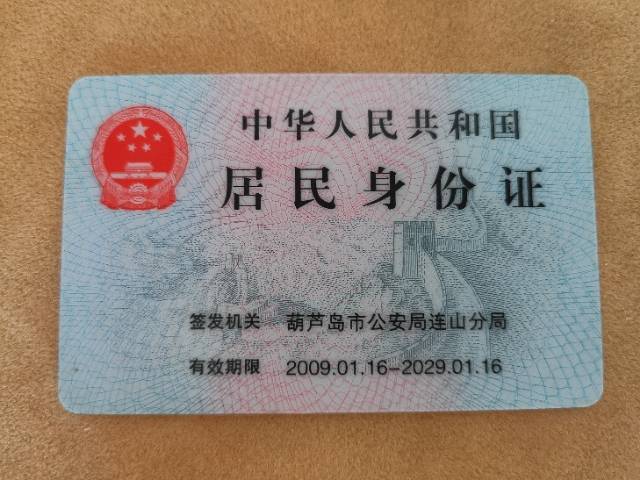 中华人民共和国
居民身份证
签发机关 葫芦岛市公安局连山分局
有效期限 2009.01.16-2029.01.16